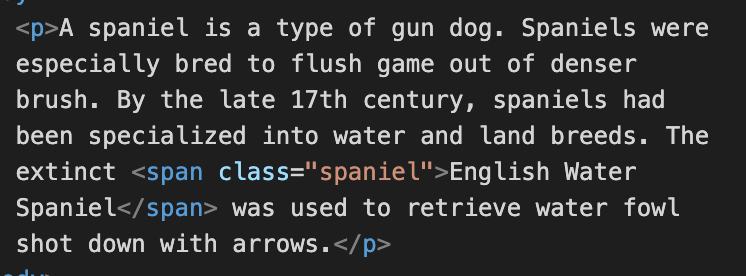 <p>A spaniel is a type of gun dog. Spaniels were
especially bred to flush game out of denser
brush. By the late 17th century, spaniels had
been specialized into water and land breeds. The
extinct <span class="spaniel">English Water
Spaniel</span> was used to retrieve water fowl
shot down with arrows.</p>